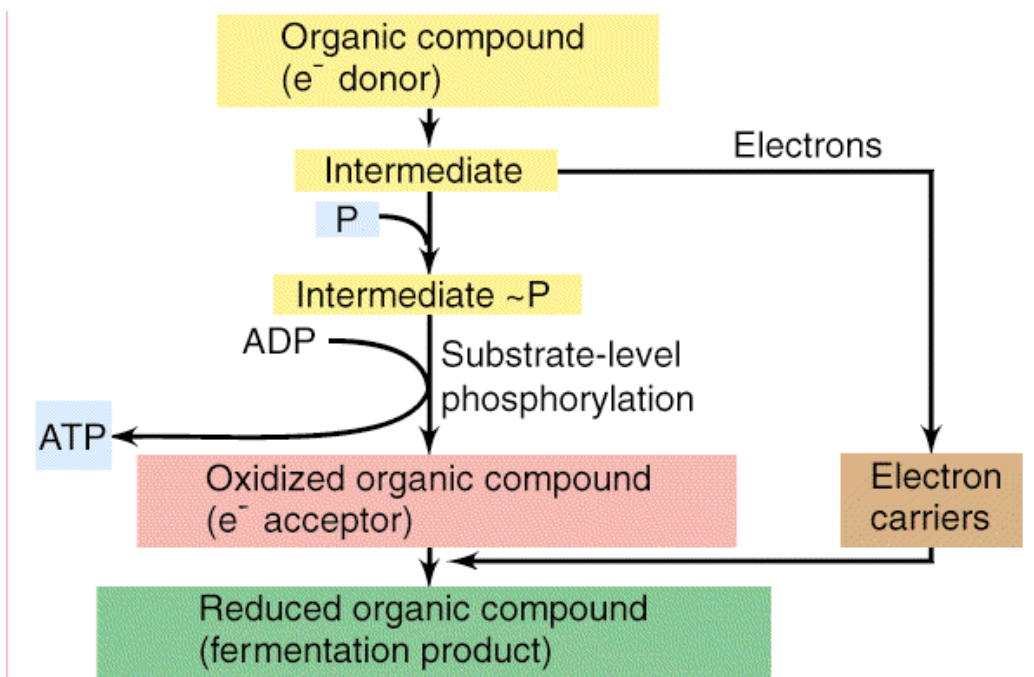 Organic compound
(e⁻ donor)
Electrons
Intermediate
P
Intermediate ~P
ADP
Substrate-level
phosphorylation
ATP
Oxidized organic compound
(e⁻ acceptor)
Electron
carriers
Reduced organic compound
(fermentation product)